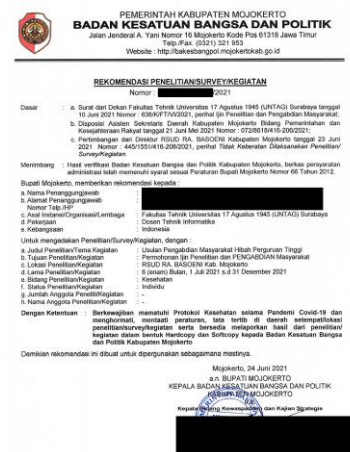 PEMERINTAH KABUPATEN MOJOKERTO
BADAN KESATUAN BANGSA DAN POLITIK
Jalan Jenderal A. Yani Nomor 16 Mojokerto Kode Pos 61318 Jawa Timur
Telp./Fax. (0321) 321 953
Website : http://bakesbangpol.mojokertokab.go.id
REKOMENDASI PENELITIAN/SURVEY/KEGIATAN
Nomor : /2021
Dasar : a. Surat dari Dekan Fakultas Tehnik Universitas 17 Agustus 1945 (UNTAG) Surabaya tanggal
10 Juni 2021 Nomor : 636/K/FT/V/2021, perihal Ijin Penelitian dan Pengabdian Masyarakat;
b. Disposisi Asisten Sekretaris Daerah Kabupaten Mojokerto Bidang Pemerintahan dan
Kesejahteraan Rakyat tanggal 21 Juni 2021 Nomor : 072/8618/416-206/2021;
c. Pertimbangan dari Direktur RSUD RA. BASOENI Kabupaten Mojokerto tanggal 23 Juni
2021 Nomor : 445/1551/416-208/2021, perihal Tidak Keberatan Dilaksanakan Penelitian/
Survey/Kegiatan.
Menimbang : Hasil verifikasi Badan Kesatuan Bangsa dan Politik Kabupaten Mojokerto, berkas persyaratan
administrasi telah memenuhi syarat sesuai Peraturan Bupati Mojokerto Nomor 66 Tahun 2012.
Bupati Mojokerto, memberikan rekomendasi kepada :
a. Nama Penanggungjawab
b. Alamat Penanggungjawab
Nomor Telp./HP
c. Asal Instansi/Organisasi/Lembaga : Fakultas Tehnik Universitas 17 Agustus 1945 (UNTAG) Surabaya
d. Pekerjaan : Dosen Tehnik Informatika
e. Kebangsaan : Indonesia
Untuk mengadakan Penelitian/Survey/Kegiatan, dengan :
a. Judul Penelitian/Tema Kegiatan : Usulan Pengabdian Masyarakat Hibah Perguruan Tinggi
b. Tujuan Penelitian/Kegiatan : Permohonan Ijin Penelitian dan PENGABDIAN Masyarakat
c. Lokasi Penelitian/Kegiatan : RSUD RA. BASOENI Kab. Mojokerto
d. Lama Penelitian/Kegiatan : 6 (enam) Bulan, 1 Juli 2021 s.d 31 Desember 2021
e. Bidang Penelitian/Kegiatan : Kesehatan
f. Status Penelitian/Kegiatan : Individu
g. Jumlah Anggota Penelitian/Kegiatan : -
h. Nama Anggota Penelitian/Kegiatan : -
Dengan Ketentuan : Berkewajiban mematuhi Protokol Kesehatan selama Pandemi Covid-19 dan
menghormati, mentaati peraturan, tata tertib di daerah setempat/lokasi
penelitian/survey/kegiatan serta bersedia melaporkan hasil dari penelitian/
kegiatan dalam bentuk Hardcopy dan Softcopy kepada Badan Kesatuan Bangsa
dan Politik Kabupaten Mojokerto
Demikian rekomendasi ini dibuat untuk dipergunakan sebagaimana mestinya.
Mojokerto, 24 Juni 2021
a.n. BUPATI MOJOKERTO
KEPALA BADAN KESATUAN BANGSA DAN POLITIK
KABUPATEN MOJOKERTO
Kepala Bidang Kewaspadaan dan Kajian Strategis